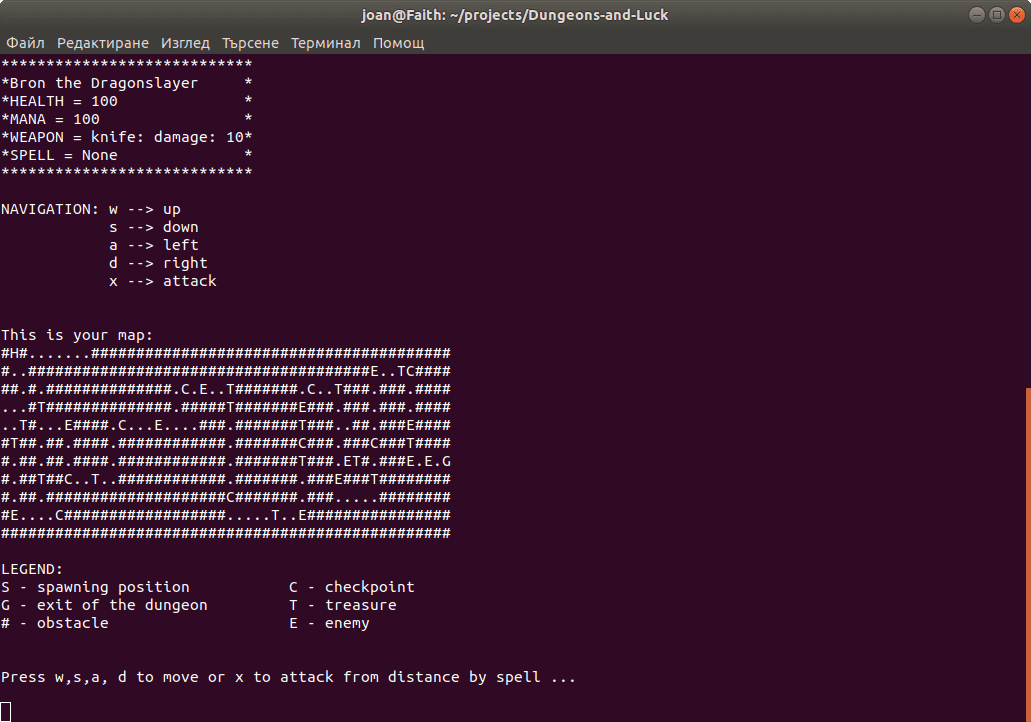 joan@Faith: ~/projects/Dungeons-and-Luck
Файл Редактиране Изглед Търсене Терминал Помощ
****************************
*Bron the Dragonslayer     *
*HEALTH = 100              *
*MANA = 100                *
*WEAPON = knife: damage: 10*
*SPELL = None              *
****************************

NAVIGATION: w --> up
            s --> down
            a --> left
            d --> right
            x --> attack

This is your map:
#H#.......########################################
#..######################################E..TC####
##.#.##############.C.E..T#######.C..T###.###.####
...#T##############.#####T#######E###.###.###.####
..T#...E####.C...E....###.#######T###..##.###E####
#T##.##.####.############.#######C###.###C###T####
#.##.##.####.############.#######T###.ET#.###E.E.G
#.##T##C..T..############.#######.###E###T########
#.##.####################C#######.###.....########
#E....C##################.....T..E################
##################################################

LEGEND:
S - spawning position           C - checkpoint
G - exit of the dungeon         T - treasure
# - obstacle                    E - enemy

Press w,s,a, d to move or x to attack from distance by spell ...